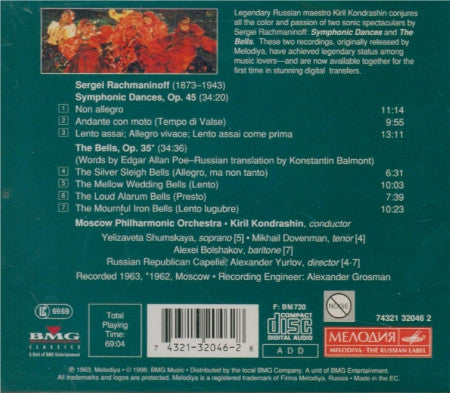 Legendary Russian maestro Kiril Kondrashin conjures
all the color and passion of two sonic spectaculars by
Sergei Rachmaninoff: Symphonic Dances and The
Bells. These two recordings, originally released by
Melodiya, have achieved legendary status among
music lovers—and are now available together for the
first time in stunning digital transfers.
Sergei Rachmaninoff (1873–1943)
Symphonic Dances, Op. 45 (34:20)
1 Non allegro 11:14
2 Andante con moto (Tempo di Valse) 9:55
3 Lento assai; Allegro vivace; Lento assai come prima 13:11
The Bells, Op. 35* (34:36)
(Words by Edgar Allan Poe–Russian translation by Konstantin Balmont)
4 The Silver Sleigh Bells (Allegro, ma non tanto) 6:31
5 The Mellow Wedding Bells (Lento) 10:03
6 The Loud Alarum Bells (Presto) 7:39
7 The Mournful Iron Bells (Lento lugubre) 10:23
Moscow Philharmonic Orchestra • Kiril Kondrashin, conductor
Yelizaveta Shumskaya, soprano [5] • Mikhail Dovenman, tenor [4]
Alexei Bolshakov, baritone [7]
Russian Republican Capelle; Alexander Yurlov, director [4-7]
Recorded 1963, *1962, Moscow • Recording Engineer: Alexander Grosman
LC 6969
BMG
CLASSICS
A Unit of BMG Entertainment
Total
Playing
Time:
69:04
7 4321-32046-2 8
F: BM720
COMPACT
disc
DIGITAL AUDIO
ADD
NOISE
74321 32046 2
МЕЛОДИЯ
MELODIYA - THE RUSSIAN LABEL
℗ 1963, Melodiya • © 1996, BMG Music • Distributed by the local BMG Company. A unit of BMG Entertainment.
All trademarks and logos are protected. Melodiya is a registered trademark of Firma Melodiya, Russia. Made in the EC.